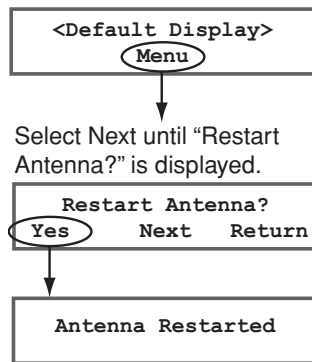 <Default Display>
Menu
Select Next until “Restart
Antenna?” is displayed.
Restart Antenna?
Yes Next Return
Antenna Restarted